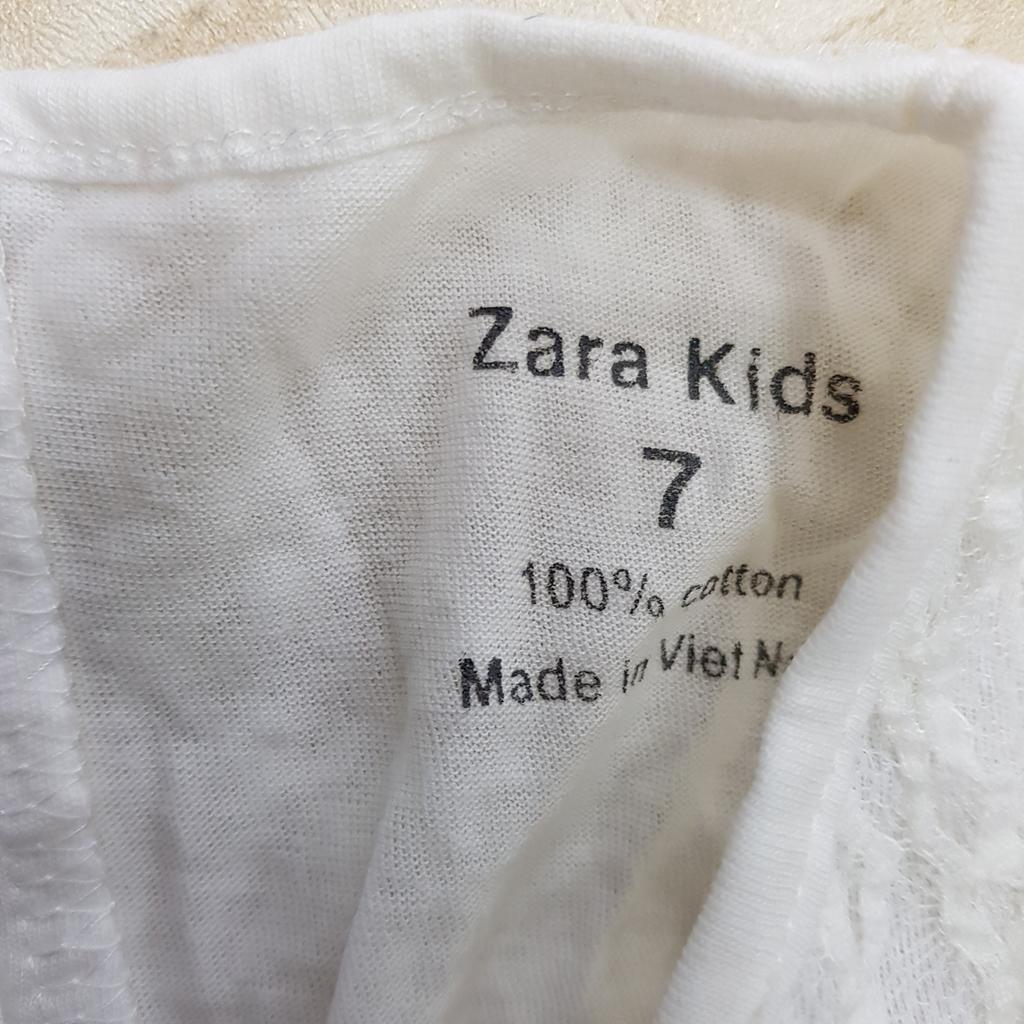 Zara Kids
7
100% cotton
Made in Viet